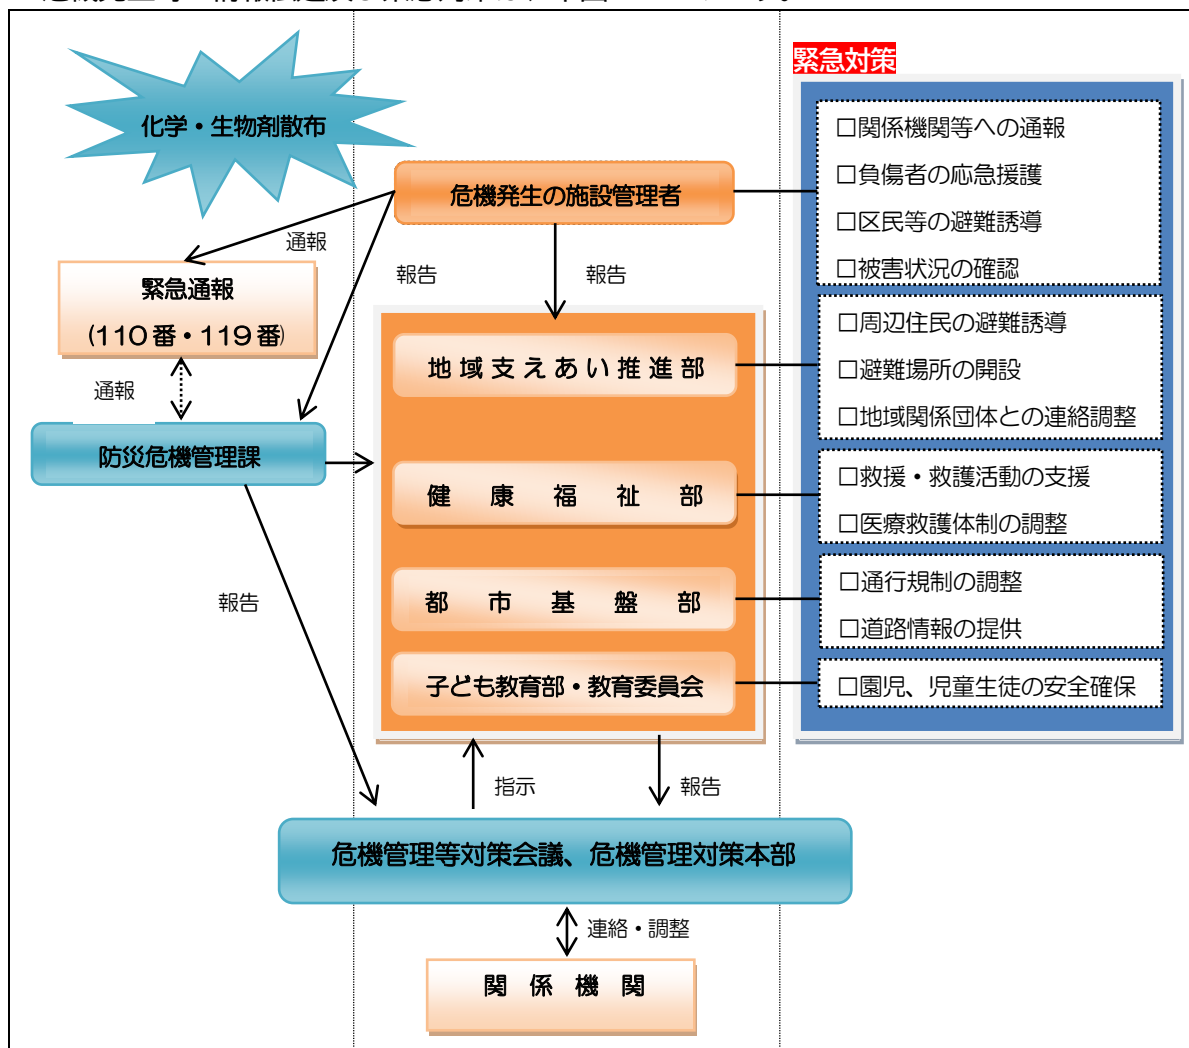 緊急対策
化学・生物剤散布
□関係機関等への通報
□負傷者の応急援護
□区民等の避難誘導
□被害状況の確認
危機発生の施設管理者
通報
報告
報告
緊急通報
(110番・119番)
地域支えあい推進部
□周辺住民の避難誘導
□避難場所の開設
□地域関係団体との連絡調整
通報
防災危機管理課
健康福祉部
□救援・救護活動の支援
□医療救護体制の調整
報告
都市基盤部
□通行規制の調整
□道路情報の提供
子ども教育部・教育委員会
□園児、児童生徒の安全確保
指示
報告
危機管理等対策会議、危機管理対策本部
連絡・調整
関係機関